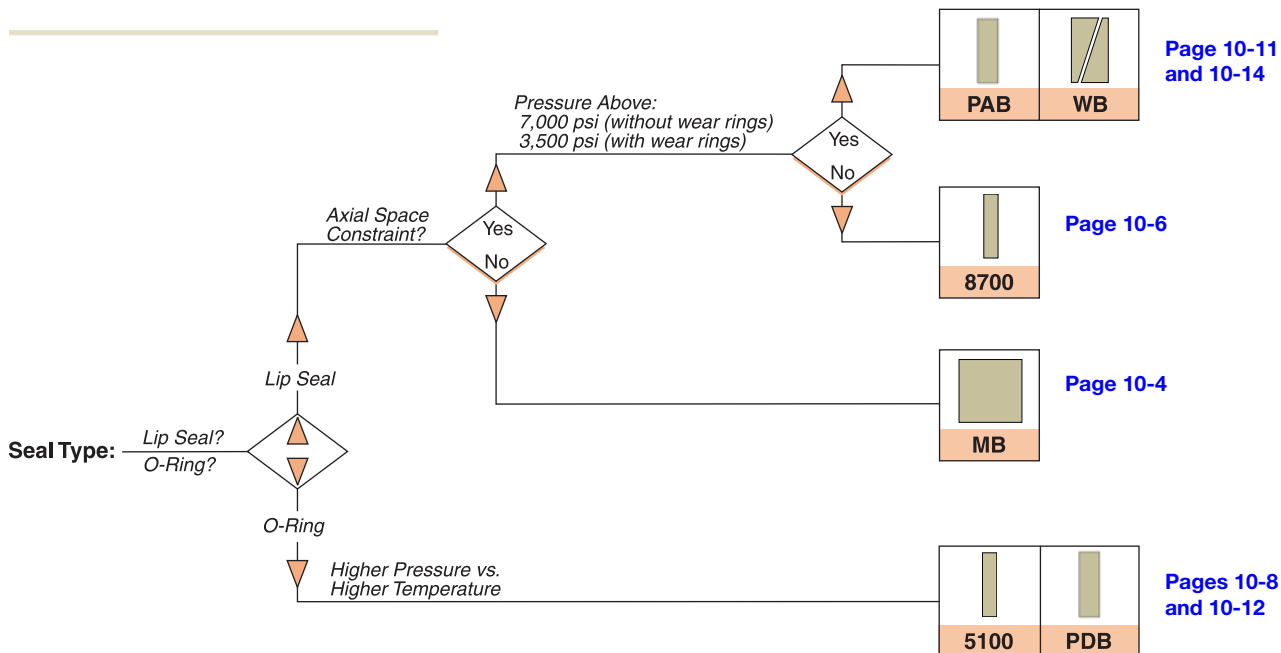 Page 10-11
and 10-14
PAB
WB
Pressure Above:
7,000 psi (without wear rings)
3,500 psi (with wear rings)
Yes
No
Page 10-6
8700
Axial Space
Constraint?
Yes
No
Page 10-4
MB
Lip Seal
Seal Type:
Lip Seal?
O-Ring?
O-Ring
Higher Pressure vs.
Higher Temperature
Pages 10-8
and 10-12
5100
PDB